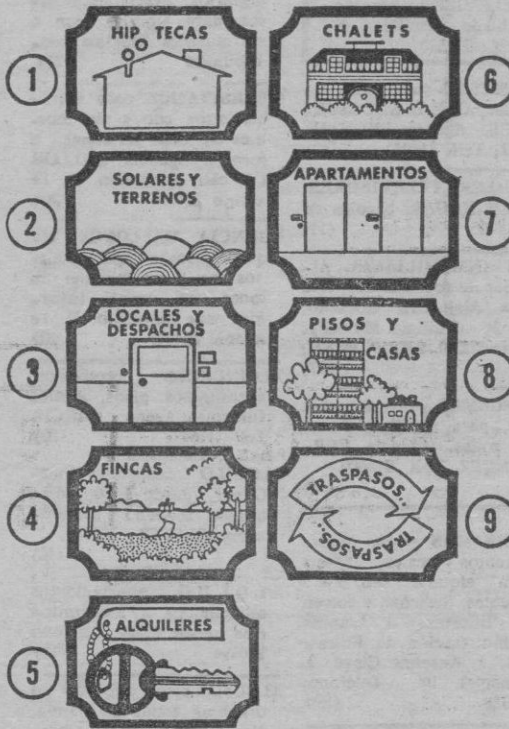 1
HIP TECAS
2
SOLARES Y
TERRENOS
3
LOCALES Y
DESPACHOS
4
FINCAS
5
ALQUILERES
6
CHALETS
7
APARTAMENTOS
8
PISOS Y
CASAS
9
TRASPASOS..
TRASPASOS..